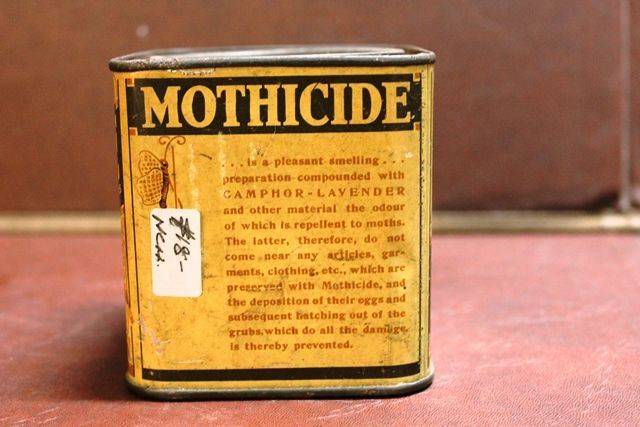 MOTHICIDE
...is a pleasant smelling...
preparation compounded with
CAMPHOR-LAVENDER
and other material the odour
of which is repellent to moths.
The latter, therefore, do not
come near any articles, gar-
ments, clothing, etc., which are
preserved with Mothicide, and
the deposition of their eggs and
subsequent hatching out of the
grubs, which do all the damage,
is thereby prevented.
$18-